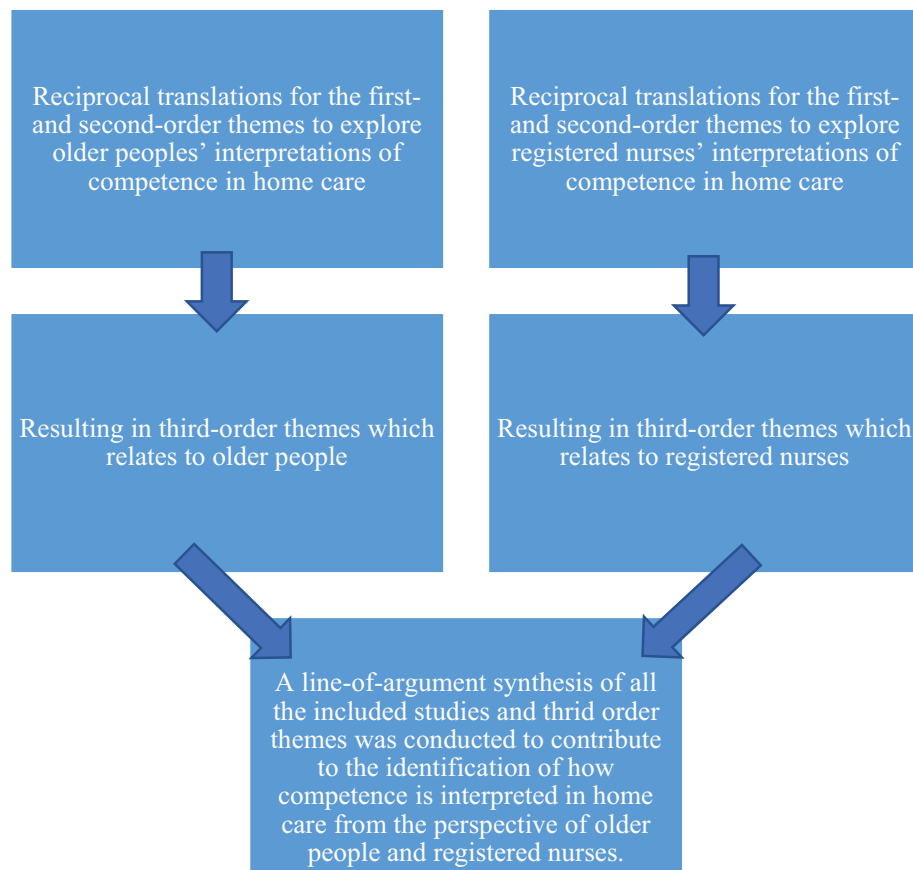 Reciprocal translations for the first-
and second-order themes to explore
older peoples’ interpretations of
competence in home care
Reciprocal translations for the first-
and second-order themes to explore
registered nurses’ interpretations of
competence in home care
Resulting in third-order themes which
relates to older people
Resulting in third-order themes which
relates to registered nurses
A line-of-argument synthesis of all
the included studies and thrid order
themes was conducted to contribute
to the identification of how
competence is interpreted in home
care from the perspective of older
people and registered nurses.